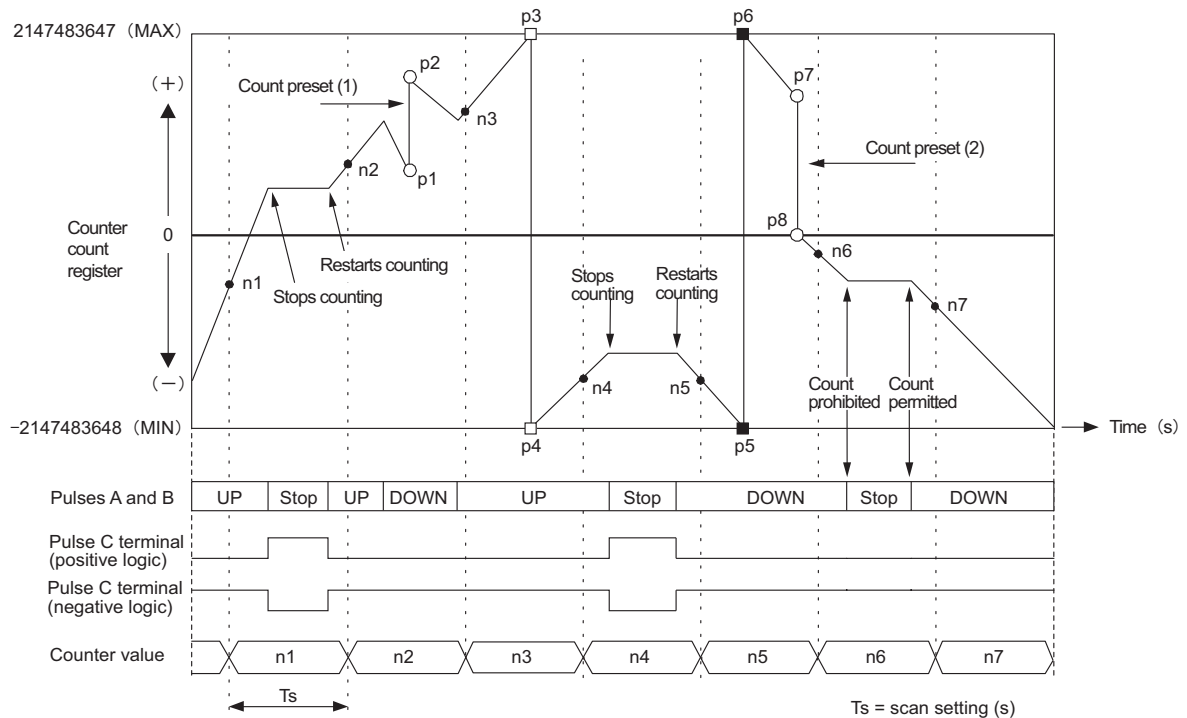 p3
p6
2147483647 (MAX)
p2
p7
(+)
Count preset (1)
n3
n2
p1
Count preset (2)
Counter
count
register
0
p8
n6
Restarts counting
n1
Stops counting
Stops
counting
Restarts
counting
n7
(−)
n4
n5
Count
prohibited
Count
permitted
−2147483648 (MIN)
p4
p5
Time (s)
Pulses A and B
UP
Stop
UP
DOWN
UP
Stop
DOWN
Stop
DOWN
Pulse C terminal
(positive logic)
Pulse C terminal
(negative logic)
Counter value
n1
n2
n3
n4
n5
n6
n7
Ts
Ts = scan setting (s)